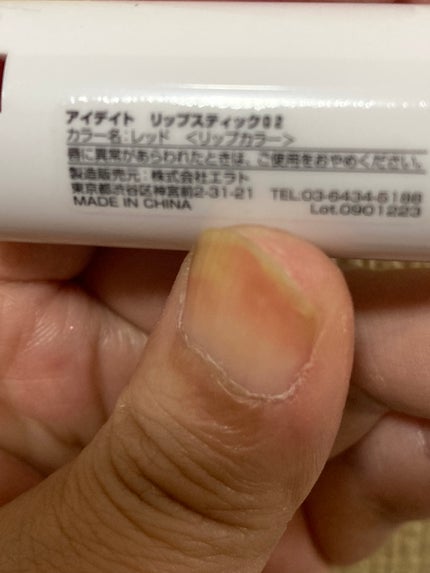 アイデイト リップスティック02
カラー名:レッド <リップカラー>
唇に異常があらわれたときは、ご使用をおやめください。
製造販売元:株式会社エラト
東京都渋谷区神宮前2-31-21 TEL.03-6434-5188
MADE IN CHINA Lot.0901223